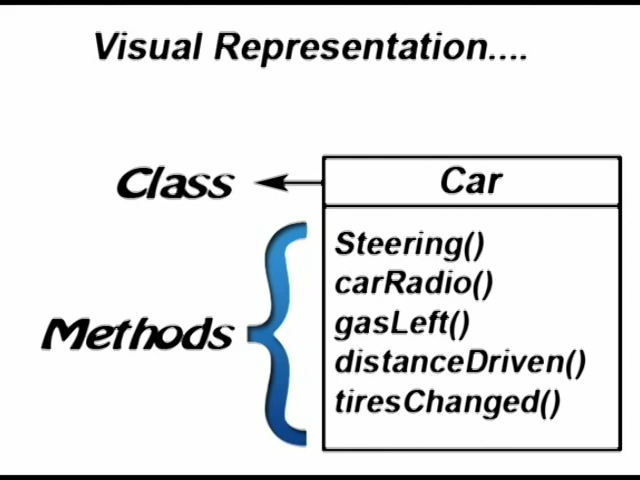 Visual Representation....
Class
Car
Methods
Steering()
carRadio()
gasLeft()
distanceDriven()
tiresChanged()